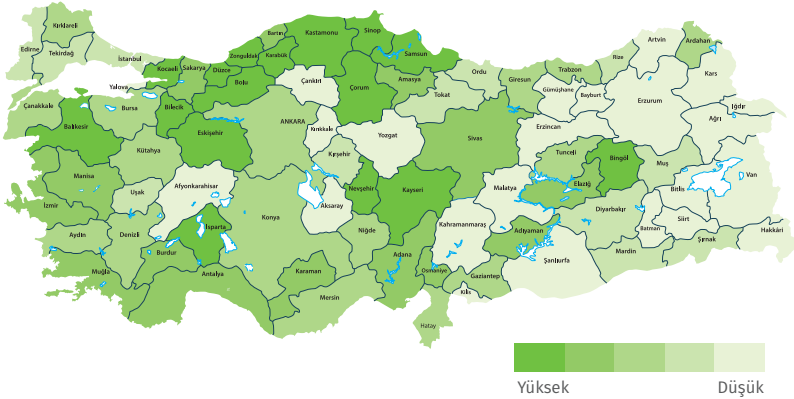 Kırklareli
Edirne
Tekirdağ
İstanbul
Kocaeli
Sakarya
Düzce
Zonguldak
Bartın
Karabük
Kastamonu
Sinop
Samsun
Bolu
Çankırı
Çorum
Amasya
Tokat
Ordu
Giresun
Trabzon
Rize
Artvin
Ardahan
Kars
Gümüşhane
Bayburt
Erzurum
Iğdır
Ağrı
Çanakkale
Balıkesir
Yalova
Bursa
Bilecik
Eskişehir
ANKARA
Kırıkkale
Yozgat
Sivas
Erzincan
Kütahya
Kırşehir
Tunceli
Bingöl
Muş
Manisa
Uşak
Afyonkarahisar
Nevşehir
Kayseri
Malatya
Elazığ
Bitlis
Van
İzmir
Aksaray
Konya
Isparta
Niğde
Kahramanmaraş
Adıyaman
Diyarbakır
Batman
Siirt
Hakkâri
Şırnak
Mardin
Aydın
Denizli
Burdur
Muğla
Antalya
Karaman
Mersin
Adana
Osmaniye
Gaziantep
Kilis
Şanlıurfa
Hatay
Yüksek
Düşük